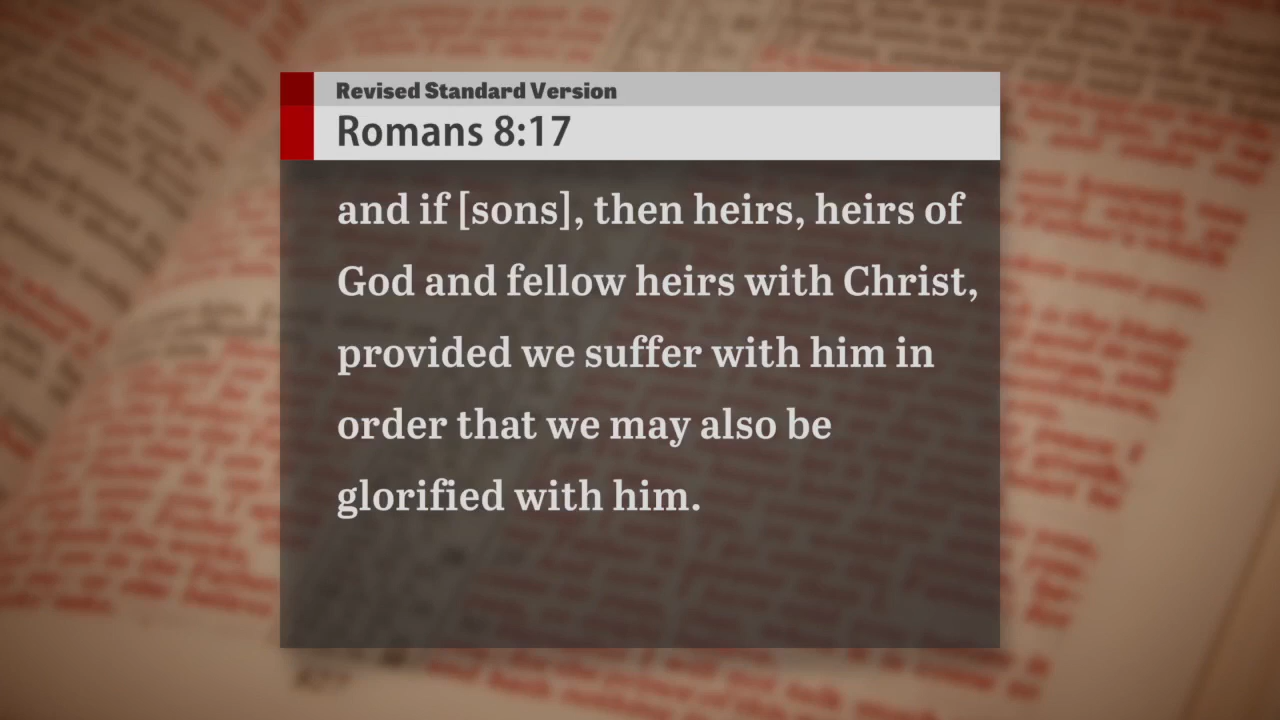 Revised Standard Version
Romans 8:17
and if [sons], then heirs, heirs of
God and fellow heirs with Christ,
provided we suffer with him in
order that we may also be
glorified with him.